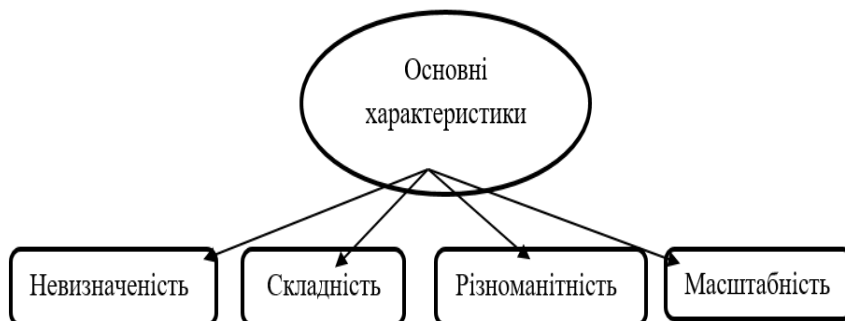 Основні
характеристики
Невизначеність
Складність
Різноманітність
Масштабність